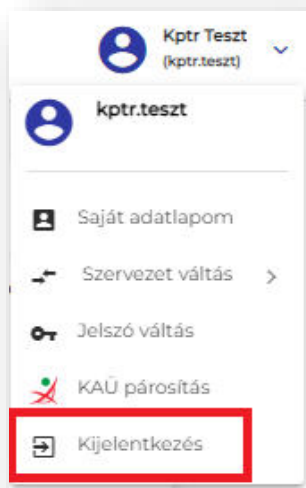 Kptr Teszt
(kptr.teszt)
kptr.teszt
Saját adatlapom
Szervezet váltás
Jelszó váltás
KAÜ párosítás
Kijelentkezés